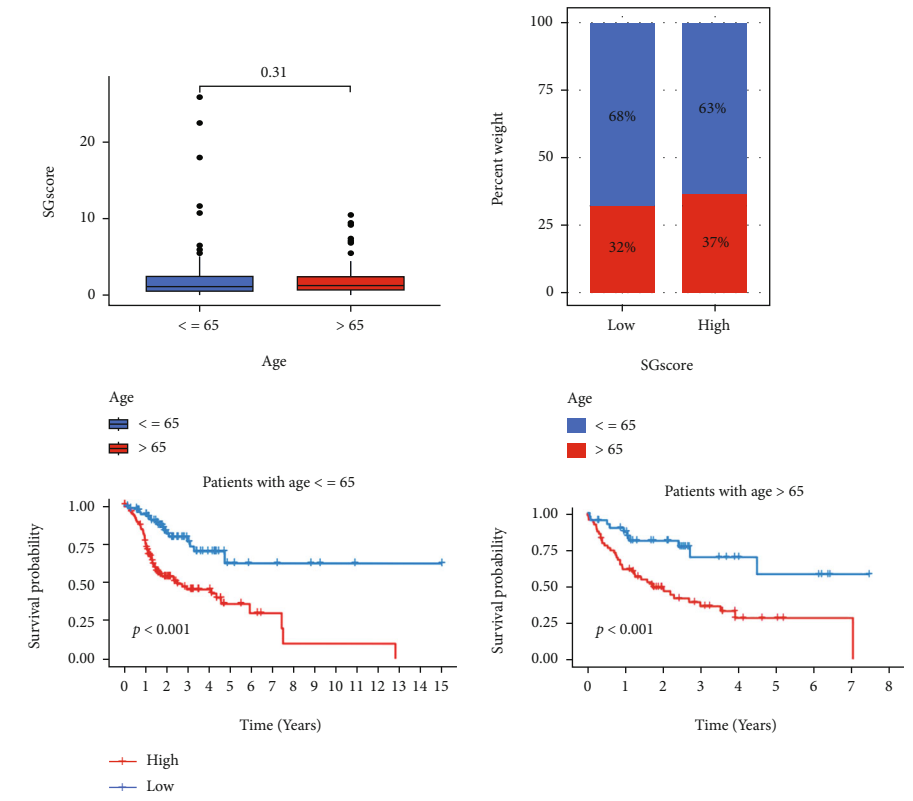 0.31
SGscore
20
10
0
< = 65
> 65
Age
Age
< = 65
> 65
Percent weight
100
75
50
25
0
68%
63%
32%
37%
Low
High
SGscore
Age
< = 65
> 65
Patients with age < = 65
Survival probability
1.00
0.75
0.50
0.25
0.00
p < 0.001
0 1 2 3 4 5 6 7 8 9 10 11 12 13 14 15
Time (Years)
High
Low
Patients with age > 65
Survival probability
1.00
0.75
0.50
0.25
0.00
p < 0.001
0 1 2 3 4 5 6 7 8
Time (Years)